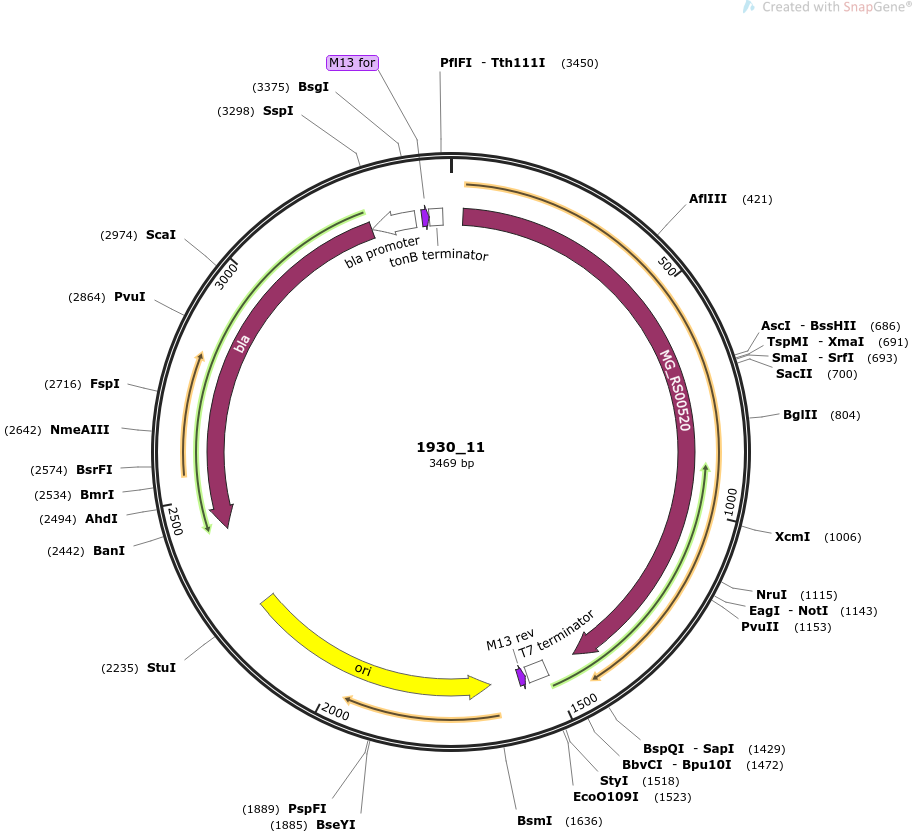 Created with SnapGene®
M13 for
PflFI - Tth111I (3450)
(3375) BsgI
(3298) SspI
AflIII (421)
bla promoter
tonB terminator
(2974) ScaI
3000
500
(2864) PvuI
bla
MG_RS00520
AscI - BssHII (686)
TspMI - XmaI (691)
SmaI - SrfI (693)
SacII (700)
(2716) FspI
BglII (804)
(2642) NmeAIII
1930_11
3469 bp
(2574) BsrFI
(2534) BmrI
(2494) AhdI
2500
1000
(2442) BanI
XcmI (1006)
NruI (1115)
EagI - NotI (1143)
PvuII (1153)
M13 rev
T7 terminator
(2235) StuI
ori
2000
1500
BspQI - SapI (1429)
BbvCI - Bpu10I (1472)
StyI (1518)
EcoO109I (1523)
(1889) PspFI
(1885) BseYI
BsmI (1636)